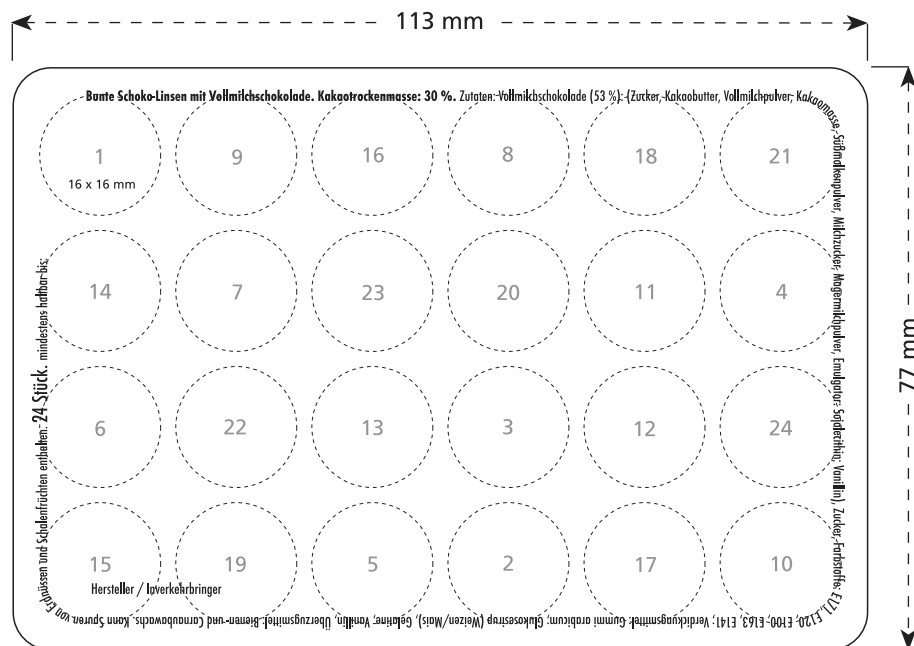 113 mm
Bunte Schoko-Linsen mit Vollmilchschokolade. Kakaotrockenmasse: 30 %. Zutaten: Vollmilchschokolade (53 %): (Zucker, Kakaobutter, Vollmilchpulver, Kakaomasse, Süßmolkenpulver, Milchzucker, Magermilchpulver, Emulgator: Sojalecithin; Vanillin), Zucker, Farbstoffe: E171, E120, E100, E163, E141; Verdickungsmittel: Gummi arabicum; Glukosesirup (Weizen/Mais), Gelatine, Vanillin, Überzugsmittel: Bienen- und Carnaubawachs. Kann Spuren von Erdnüssen und Schalenfrüchten enthalten. 24 Stück. mindestens haltbar bis:
1 9 16 8 18 21
16 x 16 mm
14 7 23 20 11 4
77 mm
6 22 13 3 12 24
15 19 5 2 17 10
Hersteller / Inverkehrbringer